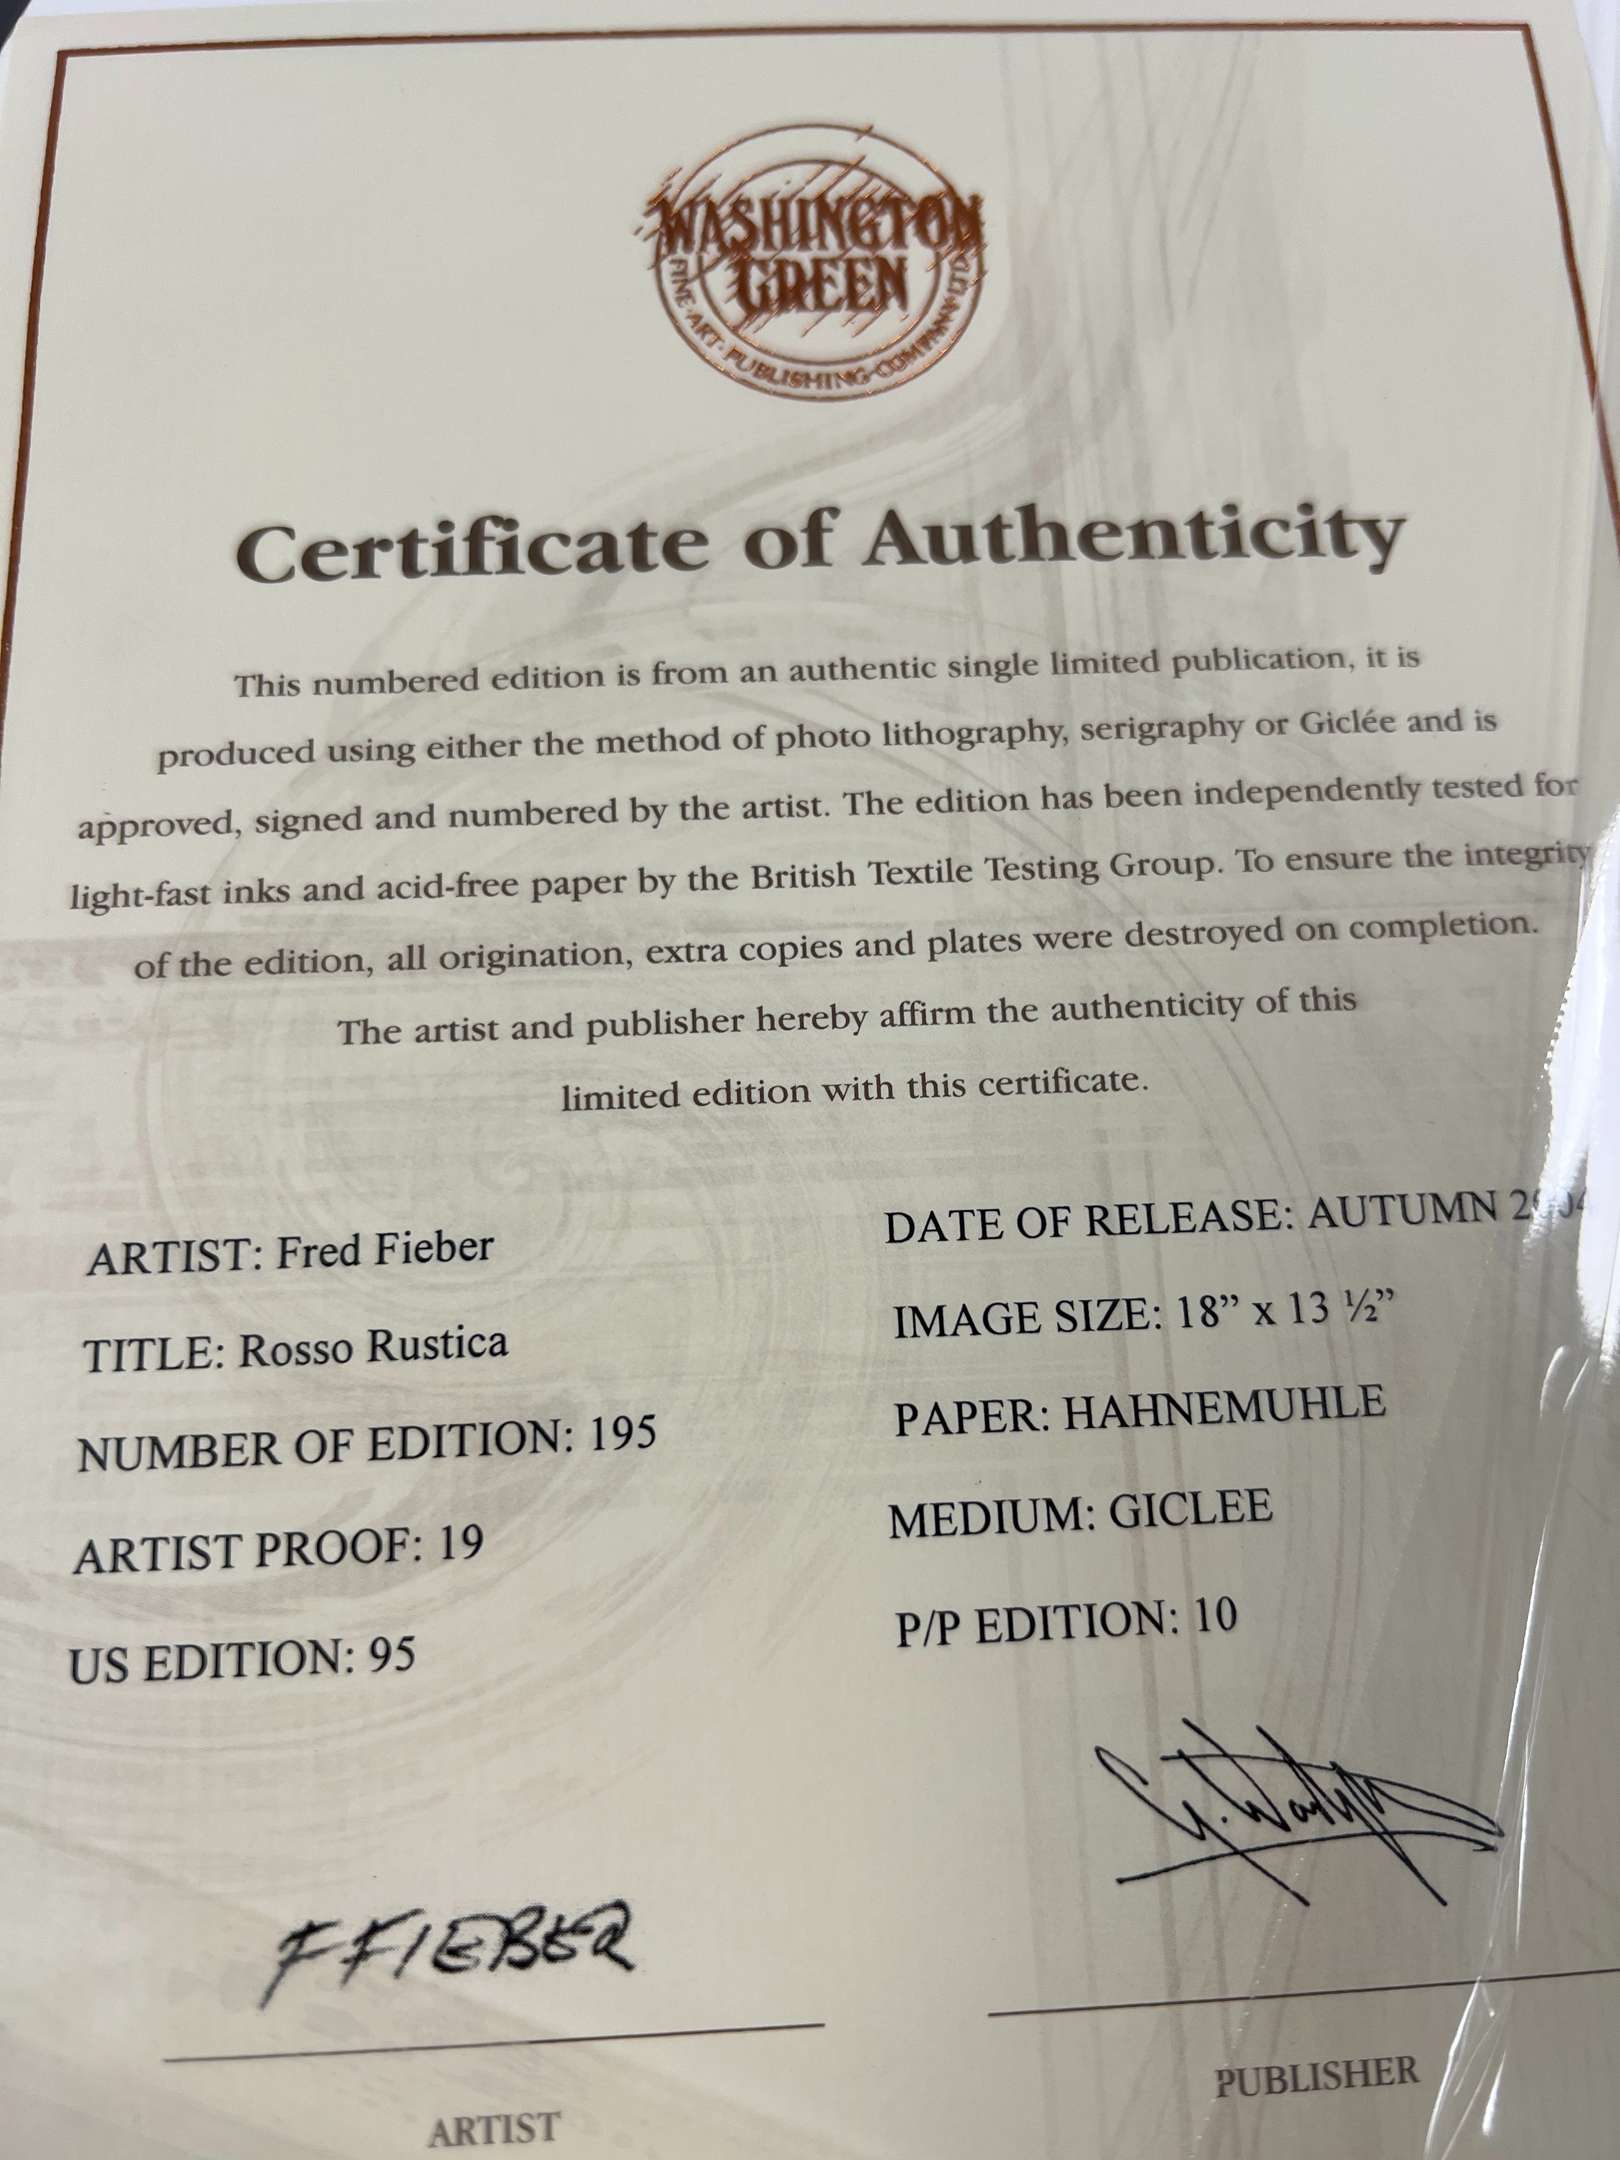 WASHINGTON
GREEN
FINE·ART·PUBLISHING·COMPANY·LTD
Certificate of Authenticity
This numbered edition is from an authentic single limited publication, it is
produced using either the method of photo lithography, serigraphy or Giclée and is
approved, signed and numbered by the artist. The edition has been independently tested for
light-fast inks and acid-free paper by the British Textile Testing Group. To ensure the integrity
of the edition, all origination, extra copies and plates were destroyed on completion.
The artist and publisher hereby affirm the authenticity of this
limited edition with this certificate.
ARTIST: Fred Fieber
TITLE: Rosso Rustica
NUMBER OF EDITION: 195
ARTIST PROOF: 19
US EDITION: 95
DATE OF RELEASE: AUTUMN
IMAGE SIZE: 18” x 13 ½”
PAPER: HAHNEMUHLE
MEDIUM: GICLEE
P/P EDITION: 10
F FIEBER
ARTIST
PUBLISHER